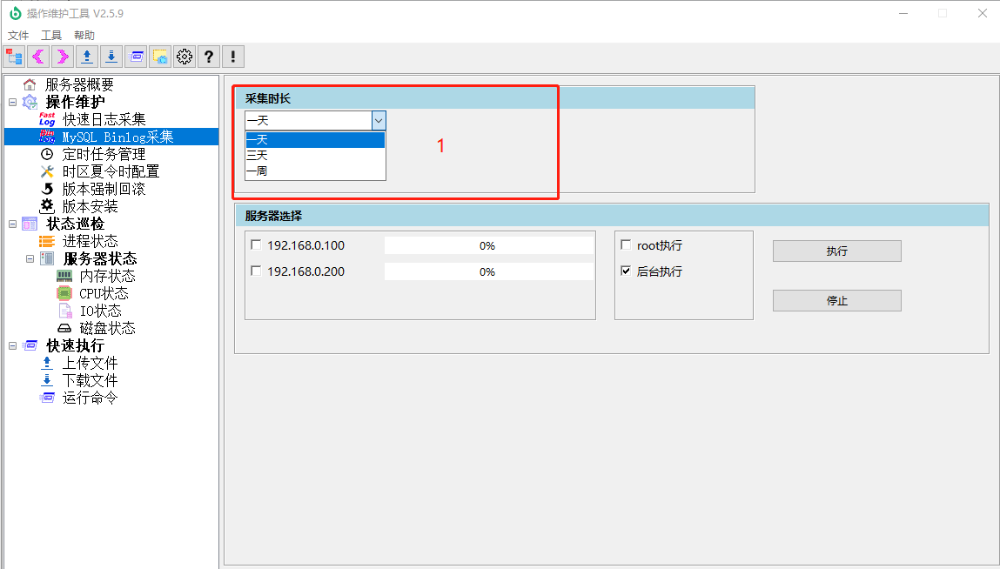 操作维护工具 V2.5.9
文件 工具 帮助
? !
服务器概要
操作维护
Fast Log 快速日志采集
MySQL Binlog采集
定时任务管理
时区夏令时配置
版本强制回滚
版本安装
状态巡检
进程状态
服务器状态
内存状态
CPU状态
IO状态
磁盘状态
快速执行
上传文件
下载文件
运行命令
采集时长
一天
一天
三天
一周
1
服务器选择
192.168.0.100 0%
192.168.0.200 0%
root执行
后台执行
执行
停止